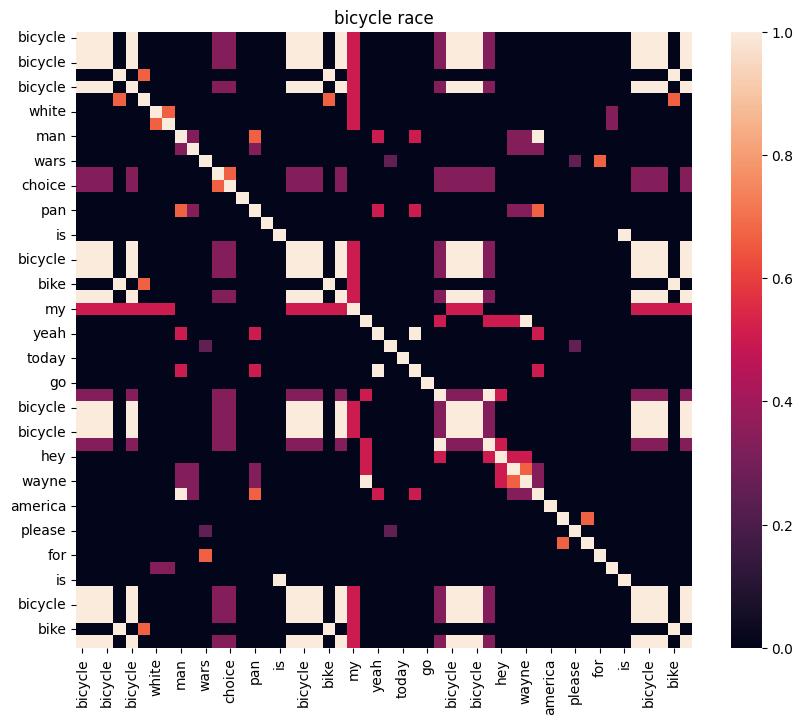 bicycle race
bicycle
bicycle
bicycle
white
man
wars
choice
pan
is
bicycle
bike
my
yeah
today
go
bicycle
bicycle
hey
wayne
america
please
for
is
bicycle
bike
bicycle
bicycle
bicycle
white
man
wars
choice
pan
is
bicycle
bike
my
yeah
today
go
bicycle
bicycle
hey
wayne
america
please
for
is
bicycle
bike
1.0
0.8
0.6
0.4
0.2
0.0